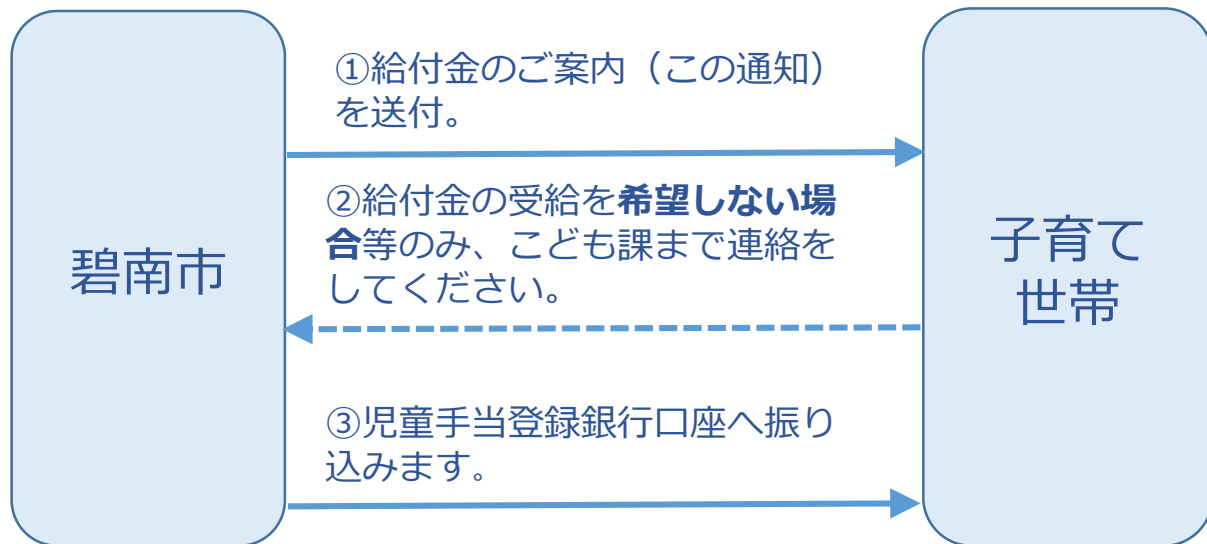 碧南市
①給付金のご案内（この通知）
を送付。
②給付金の受給を希望しない場
合等のみ、こども課まで連絡を
してください。
③児童手当登録銀行口座へ振り
込みます。
子育て
世帯